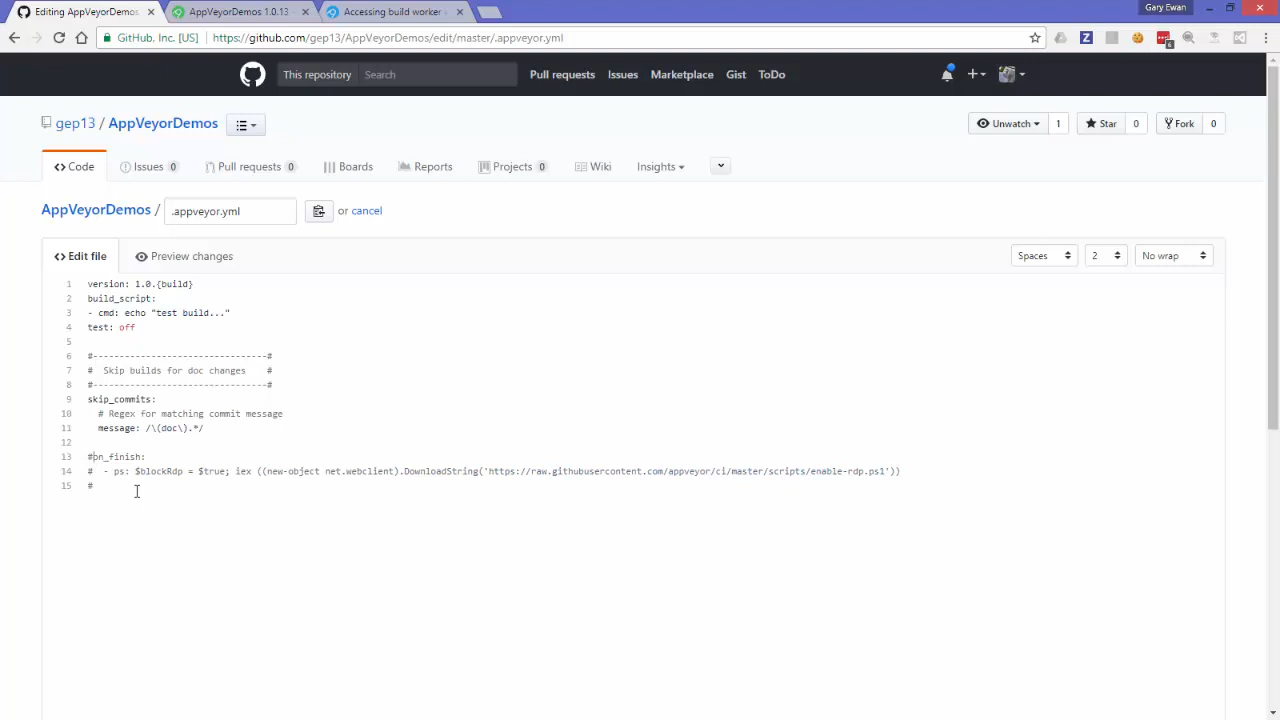 Editing AppVeyorDemos
AppVeyorDemos 1.0.13
Accessing build worker
Gary Ewan
GitHub, Inc. [US]
https://github.com/gep13/AppVeyorDemos/edit/master/.appveyor.yml
6
This repository
Search
Pull requests
Issues
Marketplace
Gist
ToDo
gep13 / AppVeyorDemos
Unwatch 1
Star 0
Fork 0
Code
Issues 0
Pull requests 0
Boards
Reports
Projects 0
Wiki
Insights
AppVeyorDemos / .appveyor.yml or cancel
Edit file
Preview changes
Spaces
2
No wrap
1 version: 1.0.{build}
2 build_script:
3 - cmd: echo "test build..."
4 test: off
5
6 #---------------------------------#
7 #  Skip builds for doc changes    #
8 #---------------------------------#
9 skip_commits:
10   # Regex for matching commit message
11   message: /\(doc\).*/
12
13 #on_finish:
14 #  - ps: $blockRdp = $true; iex ((new-object net.webclient).DownloadString('https://raw.githubusercontent.com/appveyor/ci/master/scripts/enable-rdp.ps1'))
15 #